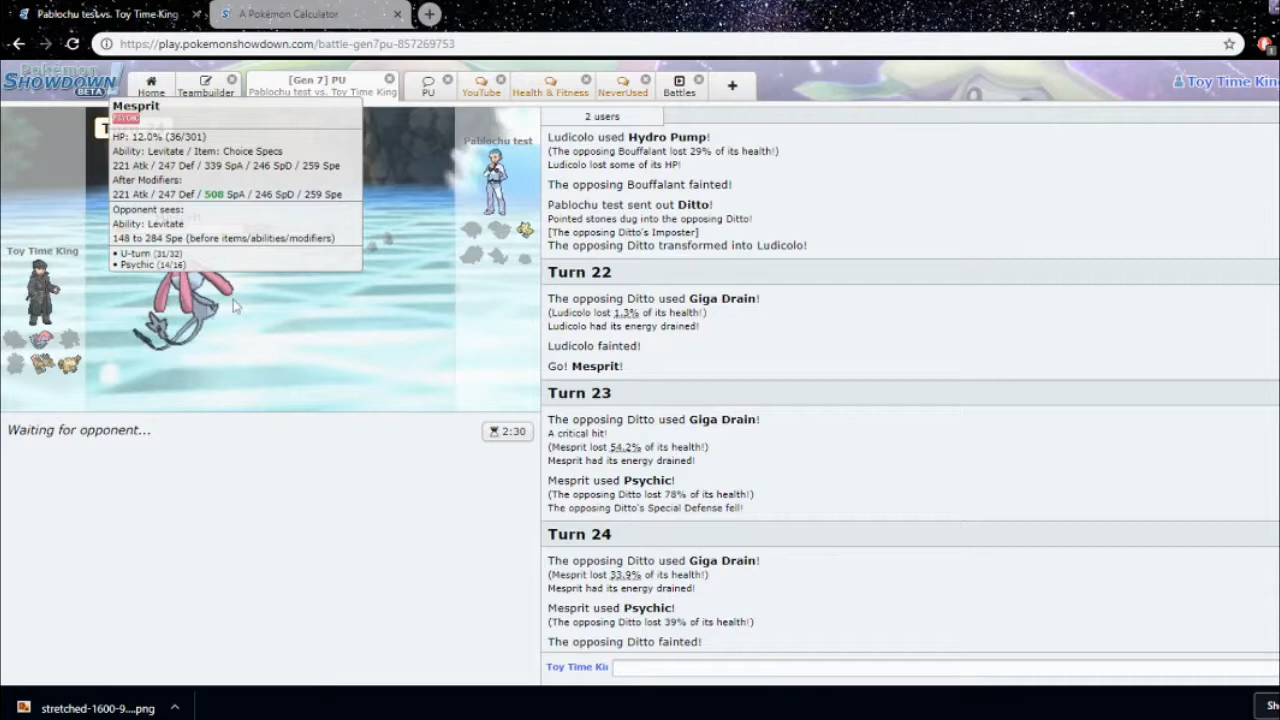 Pablochu test vs. Toy Time King
A Pokémon Calculator
https://play.pokemonshowdown.com/battle-gen7pu-857269753
Pokémon
SHOWDOWN
BETA
Home
Teambuilder
[Gen 7] PU
Pablochu test vs. Toy Time King
PU
YouTube
Health & Fitness
NeverUsed
Battles
Toy Time King
Mesprit
PSYCHC
HP: 12.0% (36/301)
Ability: Levitate / Item: Choice Specs
221 Atk / 247 Def / 339 SpA / 246 SpD / 259 Spe
After Modifiers:
221 Atk / 247 Def / 508 SpA / 246 SpD / 259 Spe
Opponent sees:
Ability: Levitate
148 to 284 Spe (before items/abilities/modifiers)
• U-turn (31/32)
• Psychic (14/16)
Pablochu test
Toy Time King
Waiting for opponent...
2:30
2 users
Ludicolo used Hydro Pump!
(The opposing Bouffalant lost 29% of its health!)
Ludicolo lost some of its HP!
The opposing Bouffalant fainted!
Pablochu test sent out Ditto!
Pointed stones dug into the opposing Ditto!
[The opposing Ditto's Imposter]
The opposing Ditto transformed into Ludicolo!
Turn 22
The opposing Ditto used Giga Drain!
(Ludicolo lost 1.3% of its health!)
Ludicolo had its energy drained!
Ludicolo fainted!
Go! Mesprit!
Turn 23
The opposing Ditto used Giga Drain!
A critical hit!
(Mesprit lost 54.2% of its health!)
Mesprit had its energy drained!
Mesprit used Psychic!
(The opposing Ditto lost 78% of its health!)
The opposing Ditto's Special Defense fell!
Turn 24
The opposing Ditto used Giga Drain!
(Mesprit lost 33.9% of its health!)
Mesprit had its energy drained!
Mesprit used Psychic!
(The opposing Ditto lost 39% of its health!)
The opposing Ditto fainted!
Toy Time Ki
stretched-1600-9....png
Sh